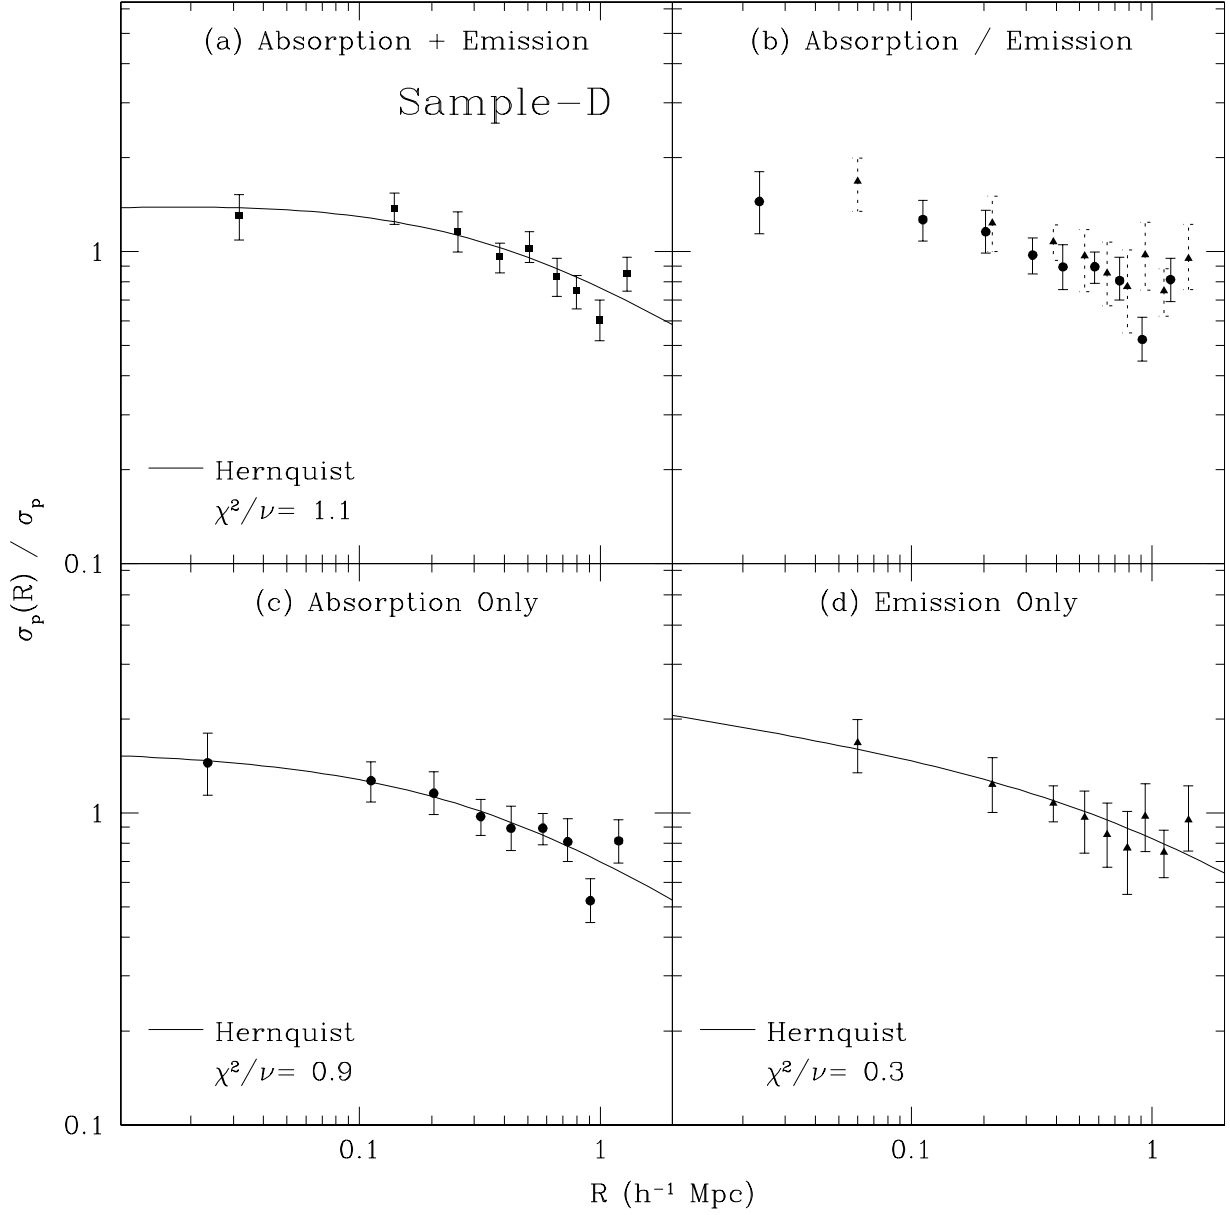 (a) Absorption + Emission
(b) Absorption / Emission
Sample-D
1
Hernquist
χ²/ν= 1.1
0.1
σp(R) / σp
(c) Absorption Only
(d) Emission Only
1
Hernquist
χ²/ν= 0.9
Hernquist
χ²/ν= 0.3
0.1
0.1
1
0.1
1
R (h⁻¹ Mpc)